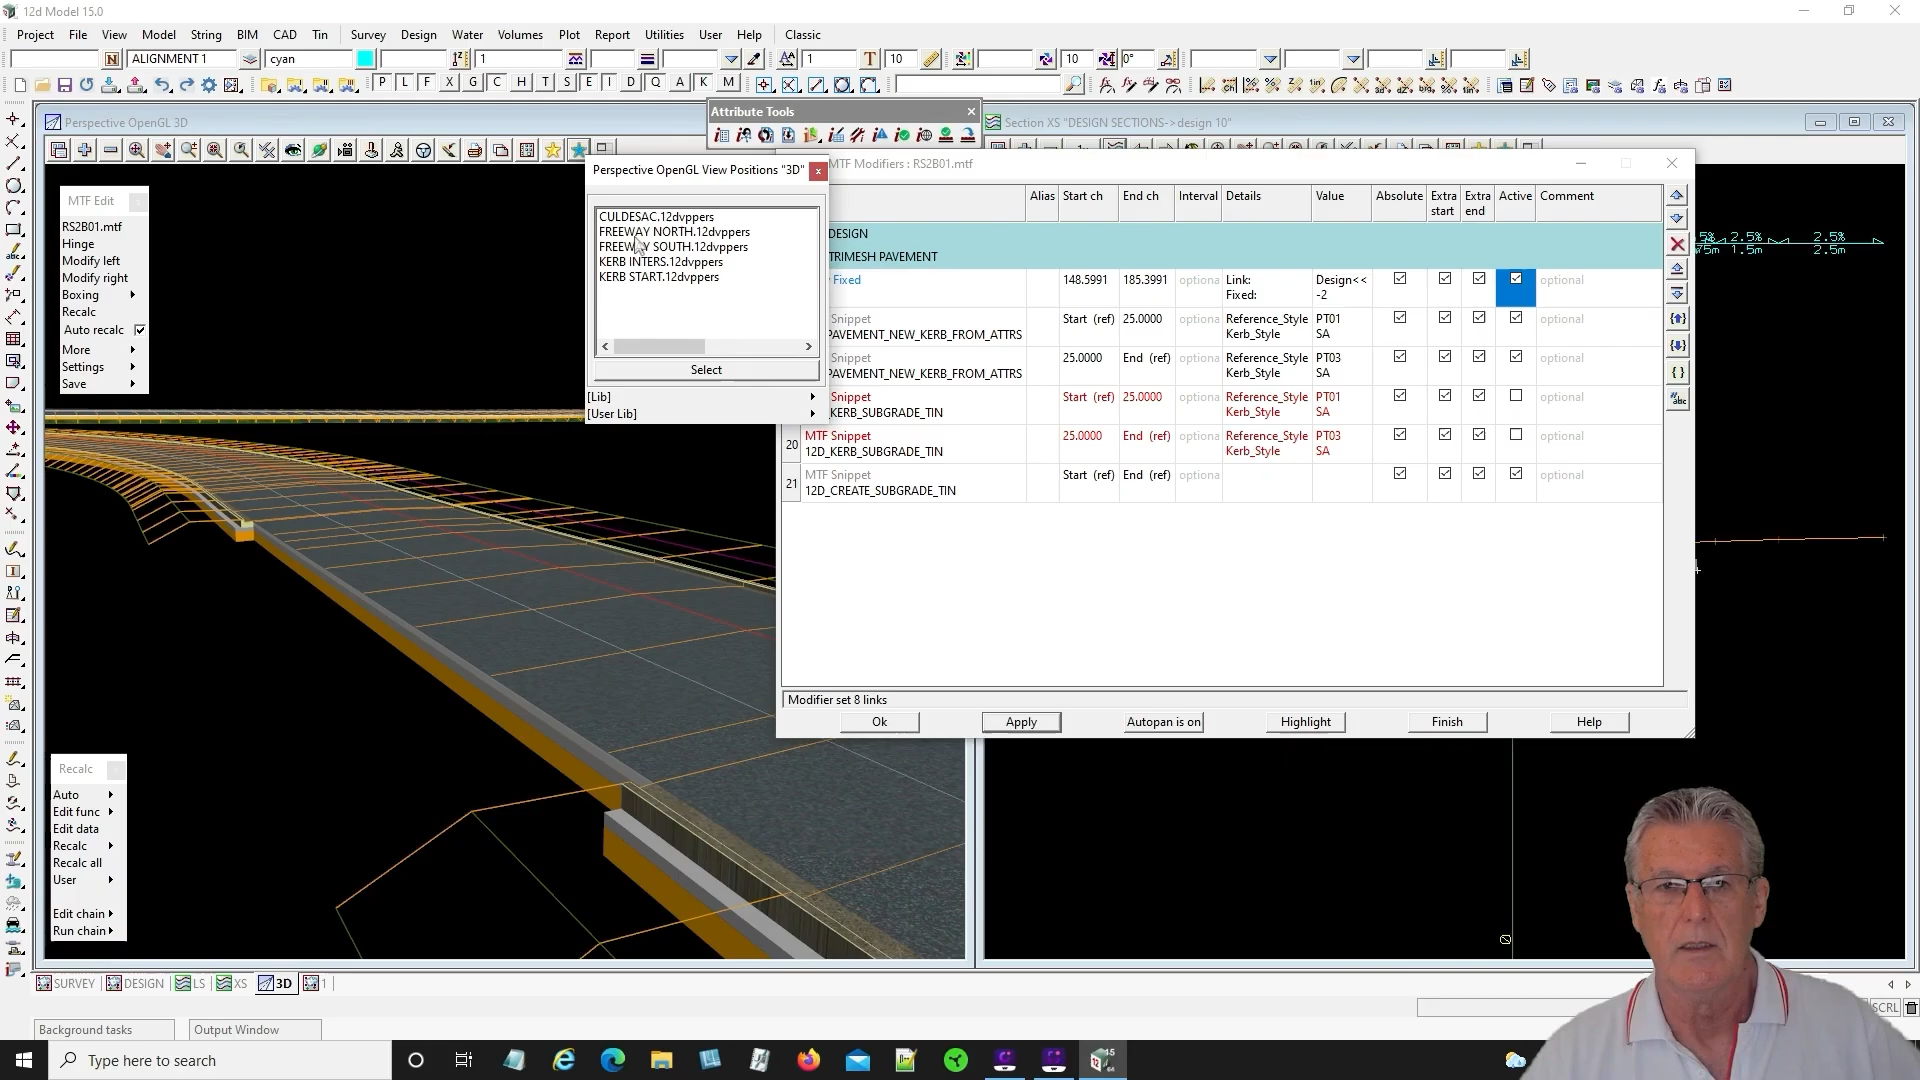 12d Model 15.0
Project File View Model String BIM CAD Tin Survey Design Water Volumes Plot Report Utilities User Help Classic
N ALIGNMENT 1 cyan 1 1 T 10 10 0°
P L F X G C H T S E I D Q A K M
Attribute Tools
Perspective OpenGL 3D
Section XS "DESIGN SECTIONS->design 10"
Perspective OpenGL View Positions "3D"
CULDESAC.12dvppers
FREEWAY NORTH.12dvppers
FREEWAY SOUTH.12dvppers
KERB INTERS.12dvppers
KERB START.12dvppers
Select
[Lib]
[User Lib]
MTF Edit
RS2B01.mtf
Hinge
Modify left
Modify right
Boxing
Recalc
Auto recalc
More
Settings
Save
MTF Modifiers : RS2B01.mtf
Alias Start ch End ch Interval Details Value Absolute Extra start Extra end Active Comment
DESIGN
TRIMESH PAVEMENT
Fixed 148.5991 185.3991 optiona Link: Design<< optional
Fixed: -2
Snippet Start (ref) 25.0000 optiona Reference_Style PT01 optional
PAVEMENT_NEW_KERB_FROM_ATTRS Kerb_Style SA
Snippet 25.0000 End (ref) optiona Reference_Style PT03 optional
PAVEMENT_NEW_KERB_FROM_ATTRS Kerb_Style SA
Snippet Start (ref) 25.0000 optiona Reference_Style PT01 optional
KERB_SUBGRADE_TIN Kerb_Style SA
20 MTF Snippet 25.0000 End (ref) optiona Reference_Style PT03 optional
12D_KERB_SUBGRADE_TIN Kerb_Style SA
21 MTF Snippet Start (ref) End (ref) optiona optional
12D_CREATE_SUBGRADE_TIN
Modifier set 8 links
Ok Apply Autopan is on Highlight Finish Help
2.5% 2.5%
2.5m 2.5m
Recalc
Auto
Edit func
Edit data
Recalc
Recalc all
User
Edit chain
Run chain
SURVEY DESIGN LS XS 3D 1
SCRL
Background tasks Output Window
Type here to search